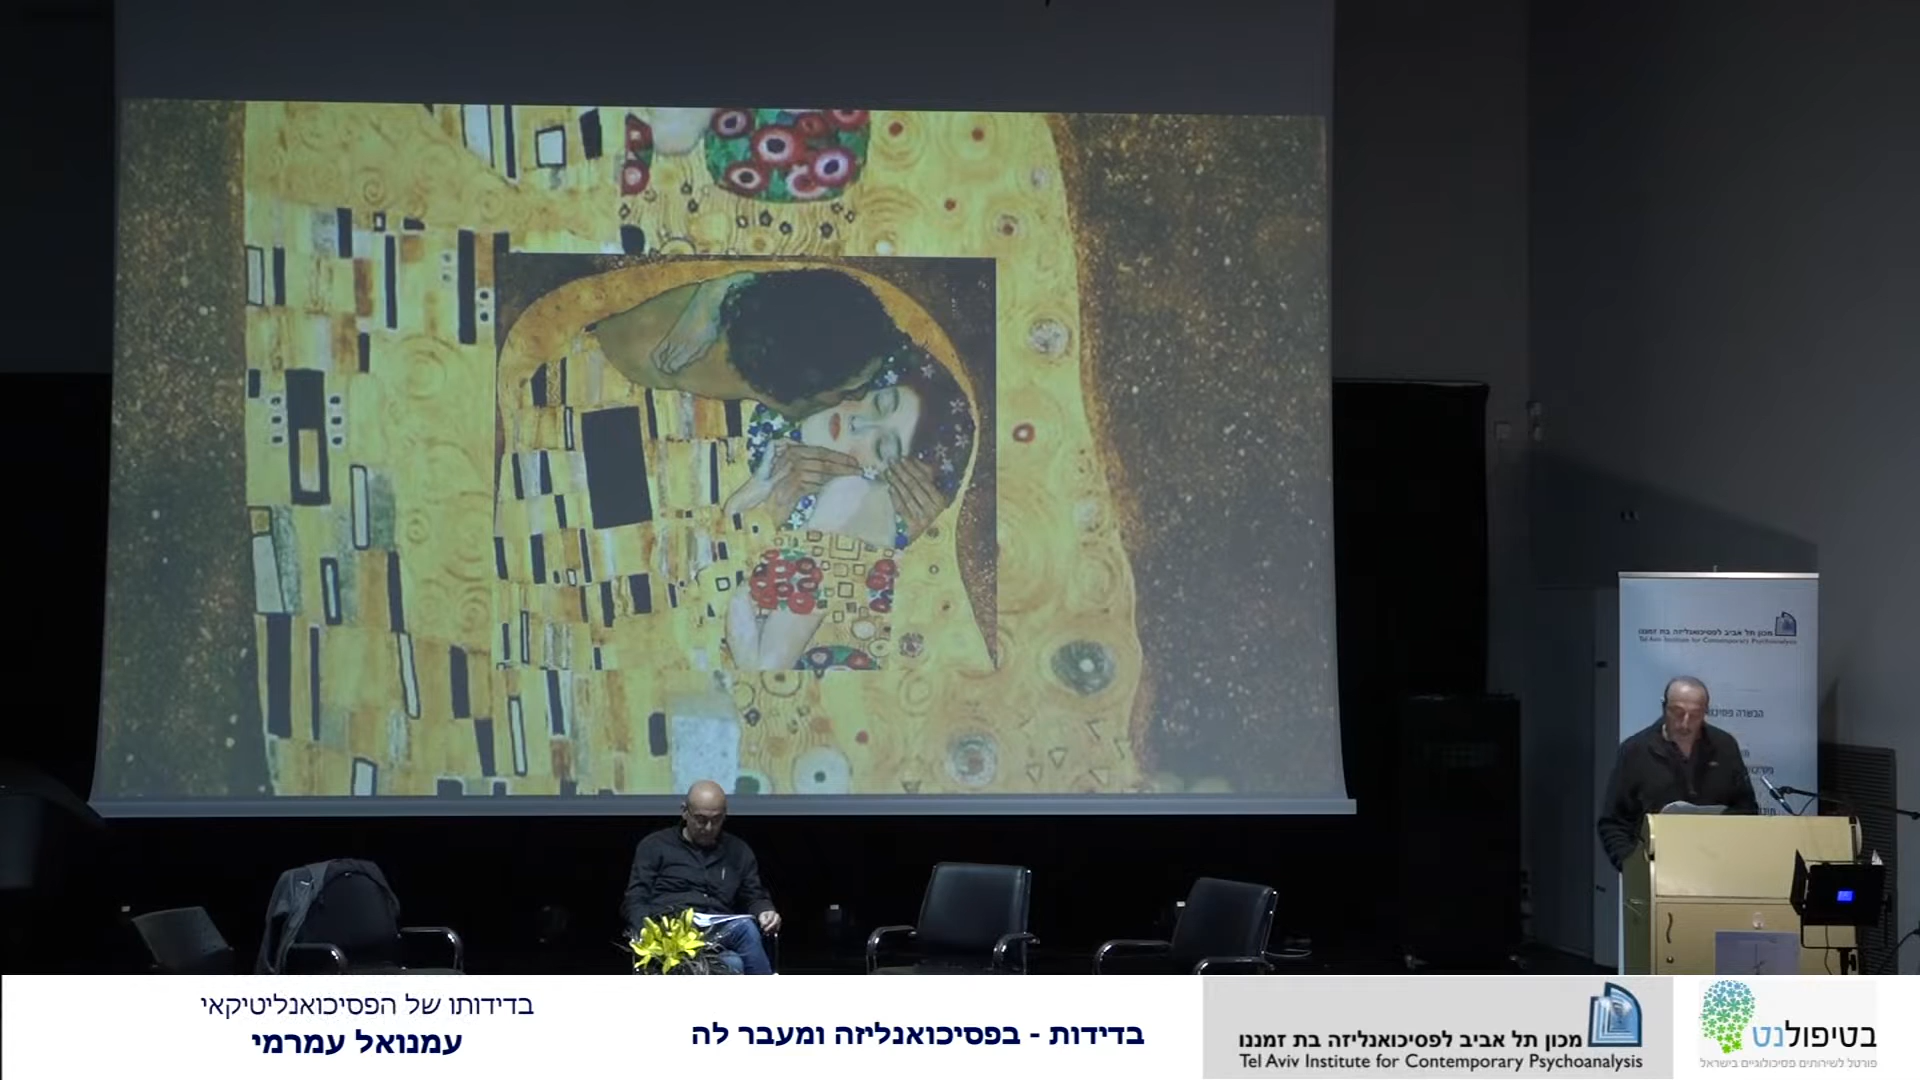 מכון תל אביב לפסיכואנליזה בת זמננו
Tel Aviv Institute for Contemporary Psychoanalysis
הכשרה
בדידותו של הפסיכואנליטיקאי
עמנואל עמרמי
בדידות - בפסיכואנליזה ומעבר לה
מכון תל אביב לפסיכואנליזה בת זמננו
Tel Aviv Institute for Contemporary Psychoanalysis
בטיפולנט
פורטל לשירותים פסיכולוגיים בישראל